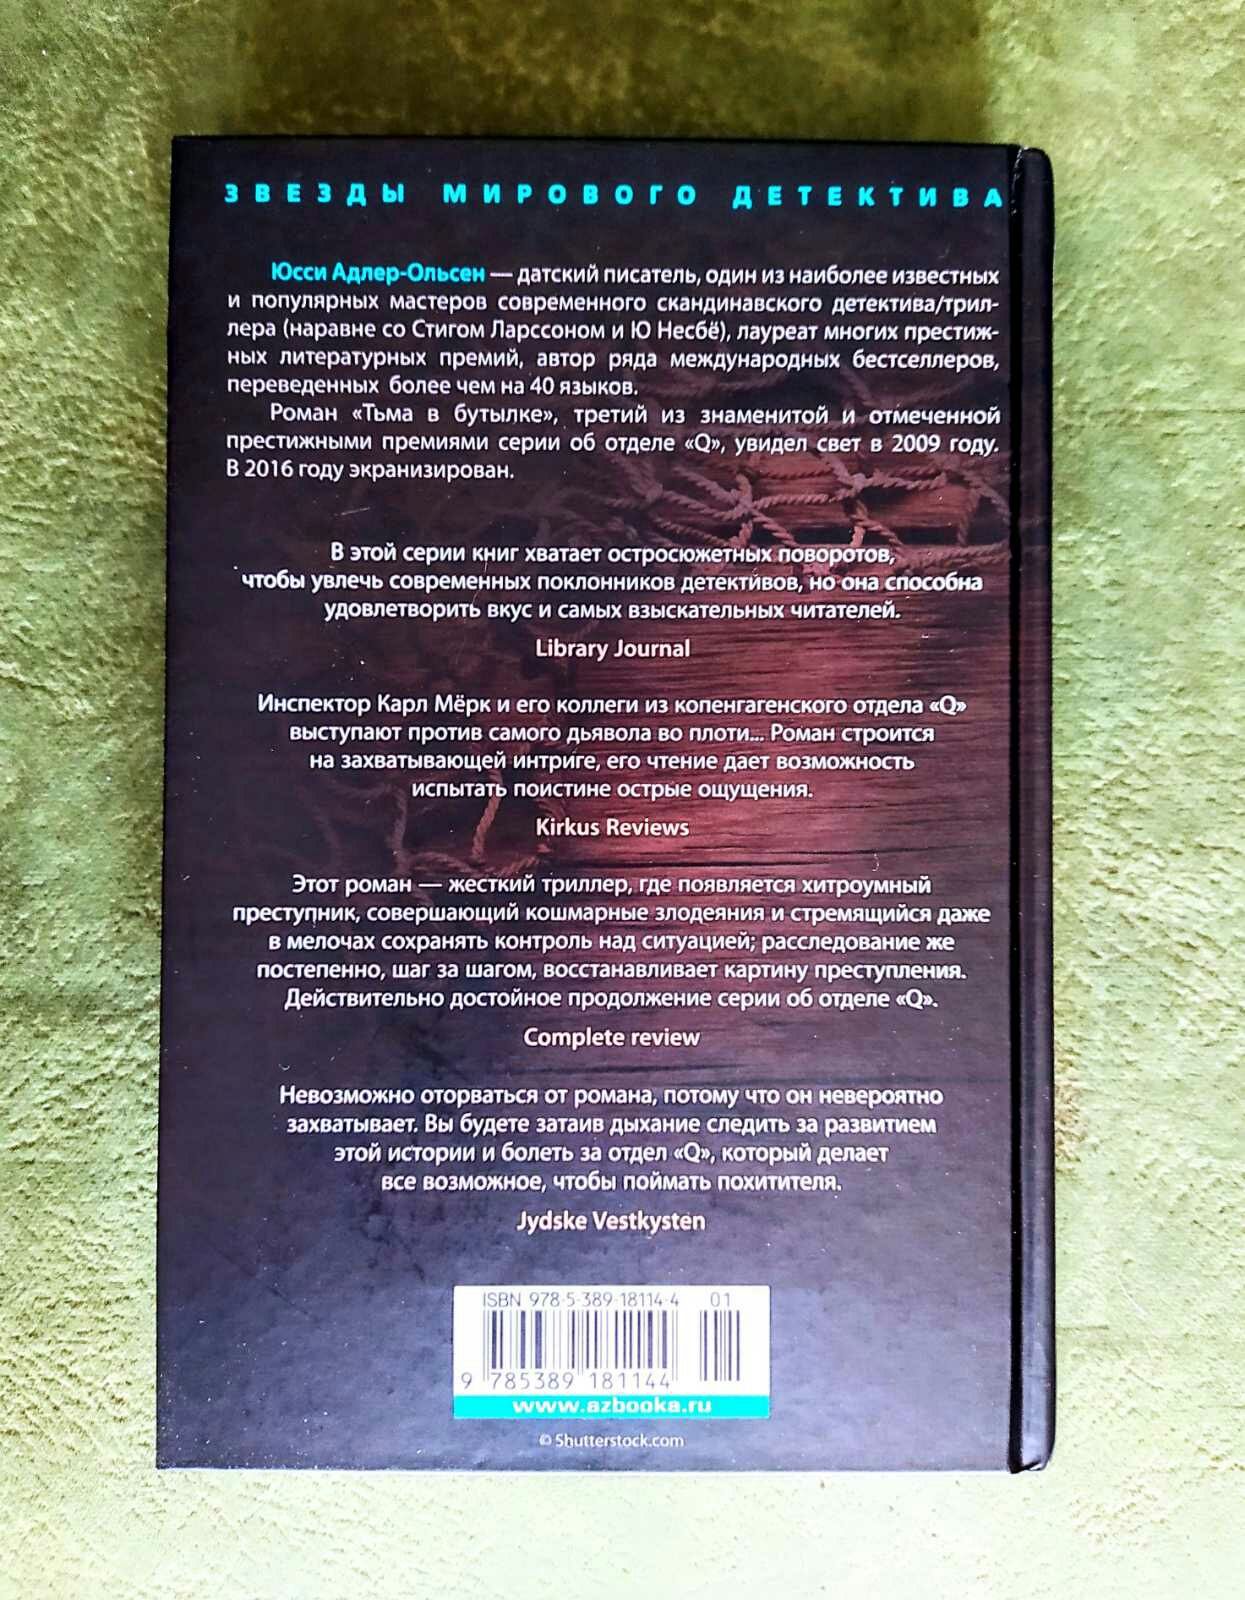 ЗВЕЗДЫ МИРОВОГО ДЕТЕКТИВА
Юсси Адлер-Ольсен — датский писатель, один из наиболее известных
и популярных мастеров современного скандинавского детектива/трил-
лера (наравне со Стигом Ларссоном и Ю Несбё), лауреат многих престиж-
ных литературных премий, автор ряда международных бестселлеров,
переведенных более чем на 40 языков.
Роман «Тьма в бутылке», третий из знаменитой и отмеченной
престижными премиями серии об отделе «Q», увидел свет в 2009 году.
В 2016 году экранизирован.
В этой серии книг хватает остросюжетных поворотов,
чтобы увлечь современных поклонников детективов, но она способна
удовлетворить вкус и самых взыскательных читателей.
Library Journal
Инспектор Карл Мёрк и его коллеги из копенгагенского отдела «Q»
выступают против самого дьявола во плоти... Роман строится
на захватывающей интриге, его чтение дает возможность
испытать поистине острые ощущения.
Kirkus Reviews
Этот роман — жесткий триллер, где появляется хитроумный
преступник, совершающий кошмарные злодеяния и стремящийся даже
в мелочах сохранять контроль над ситуацией; расследование же
постепенно, шаг за шагом, восстанавливает картину преступления.
Действительно достойное продолжение серии об отделе «Q».
Complete review
Невозможно оторваться от романа, потому что он невероятно
захватывает. Вы будете затаив дыхание следить за развитием
этой истории и болеть за отдел «Q», который делает
все возможное, чтобы поймать похитителя.
Jydske Vestkysten
ISBN 978-5-389-18114-4 01
9 785389 181144
www.azbooka.ru
© Shutterstock.com